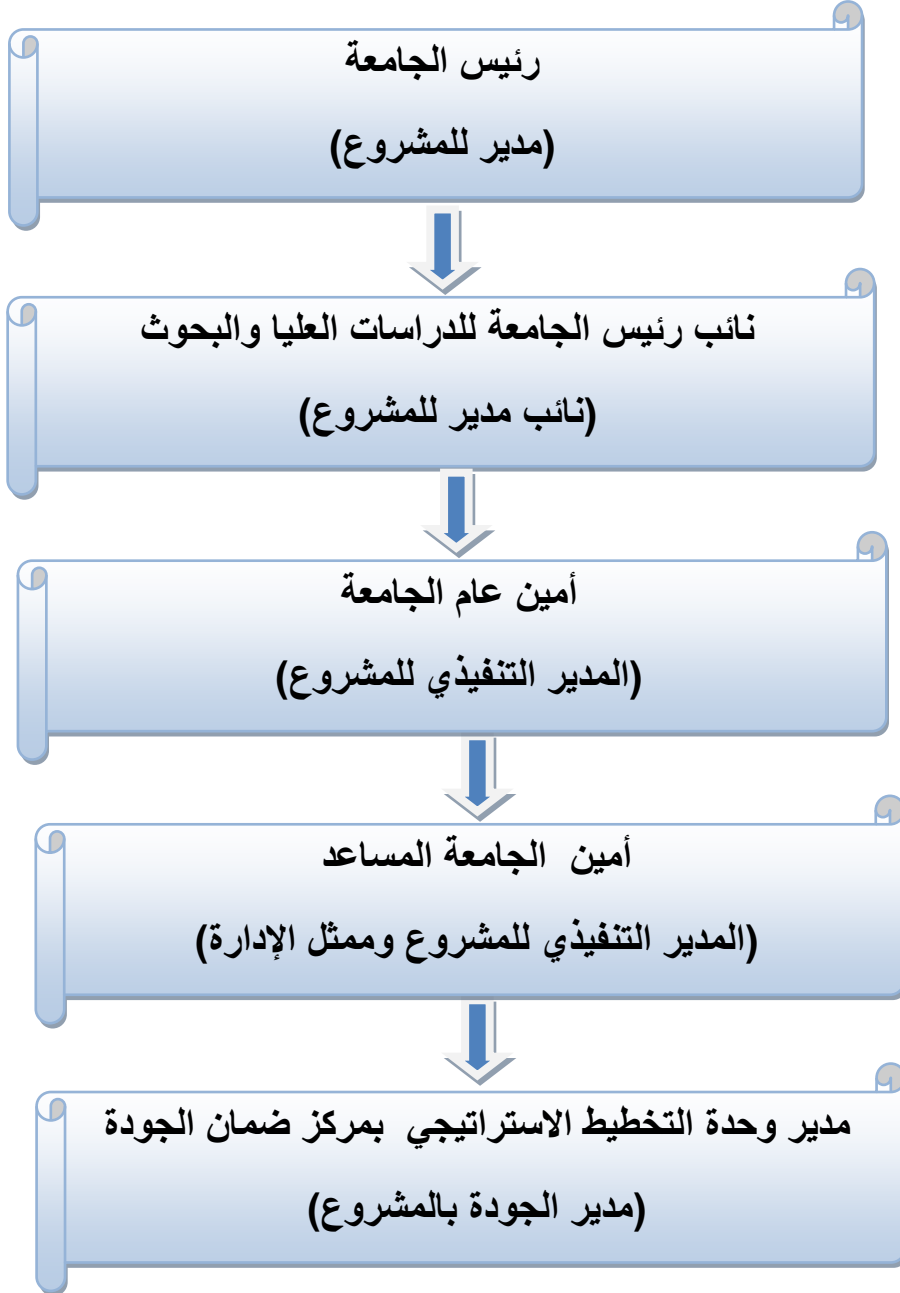 رئيس الجامعة
(مدير للمشروع)
نائب رئيس الجامعة للدراسات العليا والبحوث
(نائب مدير للمشروع)
أمين عام الجامعة
(المدير التنفيذي للمشروع)
أمين الجامعة المساعد
(المدير التنفيذي للمشروع وممثل الإدارة)
مدير وحدة التخطيط الاستراتيجي بمركز ضمان الجودة
(مدير الجودة بالمشروع)